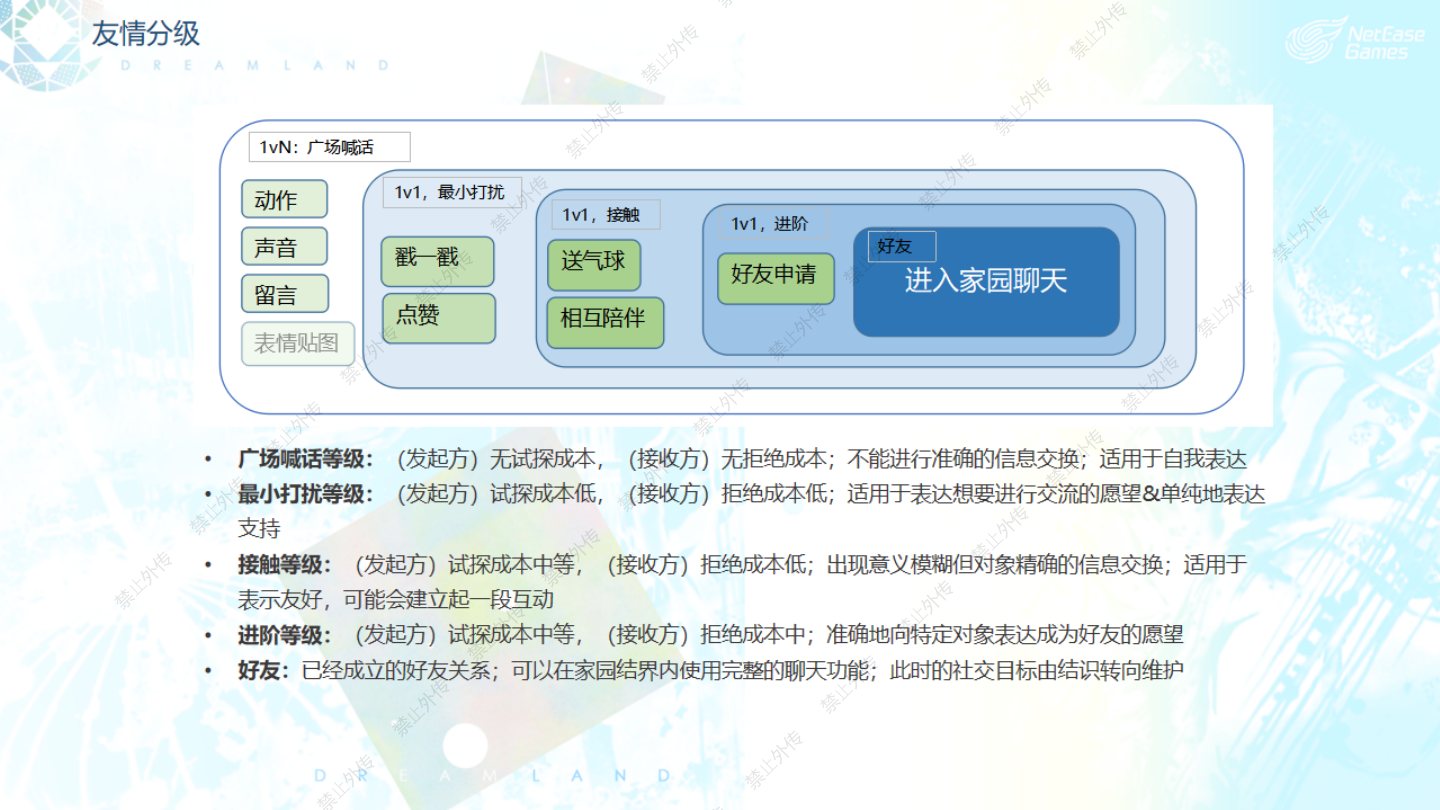 友情分级
DREAMLAND
NetEase
Games
1vN：广场喊话
动作
声音
留言
表情贴图
1v1，最小打扰
戳一戳
点赞
1v1，接触
送气球
相互陪伴
1v1，进阶
好友申请
好友
进入家园聊天
• 广场喊话等级：（发起方）无试探成本，（接收方）无拒绝成本；不能进行准确的信息交换；适用于自我表达
• 最小打扰等级：（发起方）试探成本低，（接收方）拒绝成本低；适用于表达想要进行交流的愿望&单纯地表达
支持
• 接触等级：（发起方）试探成本中等，（接收方）拒绝成本低；出现意义模糊但对象精确的信息交换；适用于
表示友好，可能会建立起一段互动
• 进阶等级：（发起方）试探成本中等，（接收方）拒绝成本中；准确地向特定对象表达成为好友的愿望
• 好友：已经成立的好友关系；可以在家园结界内使用完整的聊天功能；此时的社交目标由结识转向维护
DREAMLAND
禁止外传